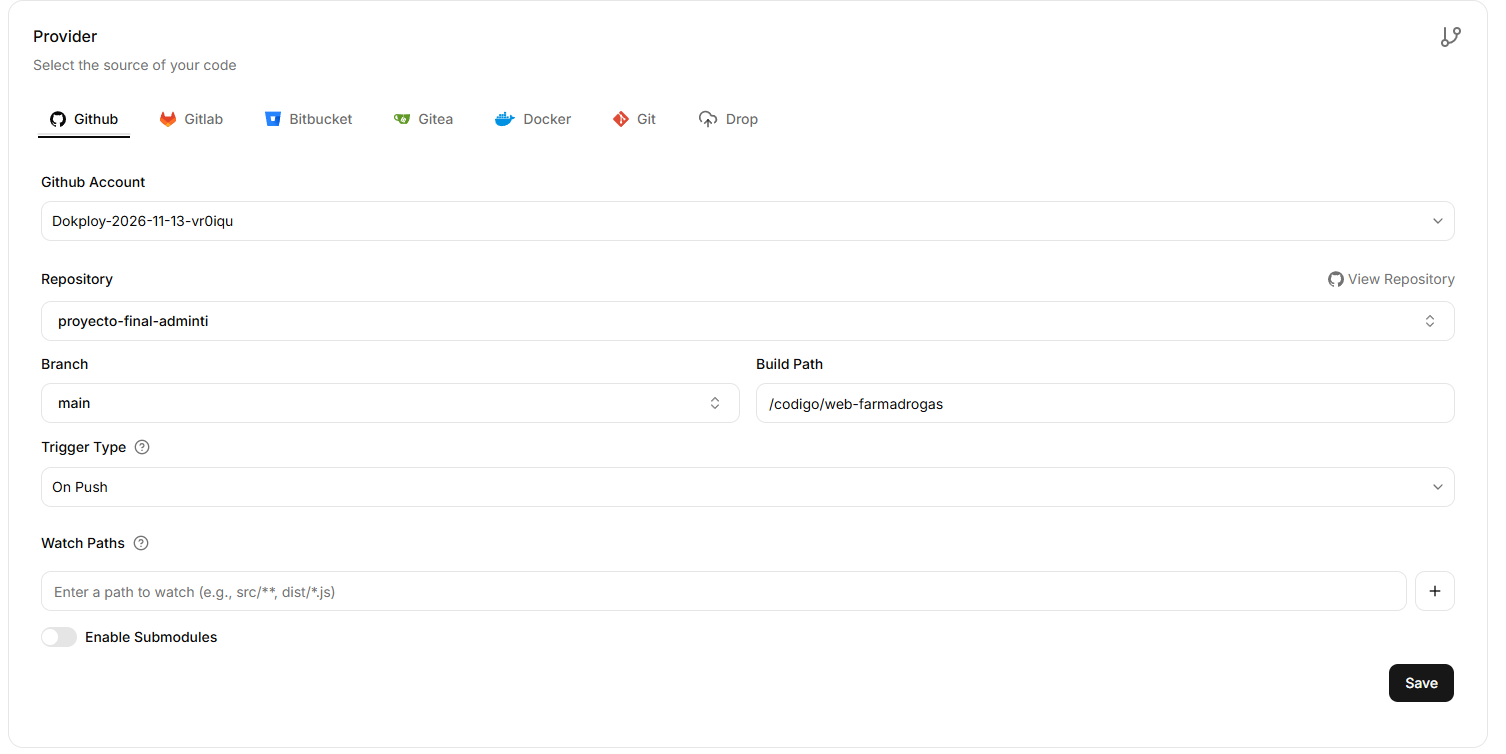 Provider
Select the source of your code
Github Gitlab Bitbucket Gitea Docker Git Drop
Github Account
Dokploy-2026-11-13-vr0iqu
Repository View Repository
proyecto-final-adminti
Branch Build Path
main /codigo/web-farmadrogas
Trigger Type
On Push
Watch Paths
Enter a path to watch (e.g., src/**, dist/*.js)
Enable Submodules
Save